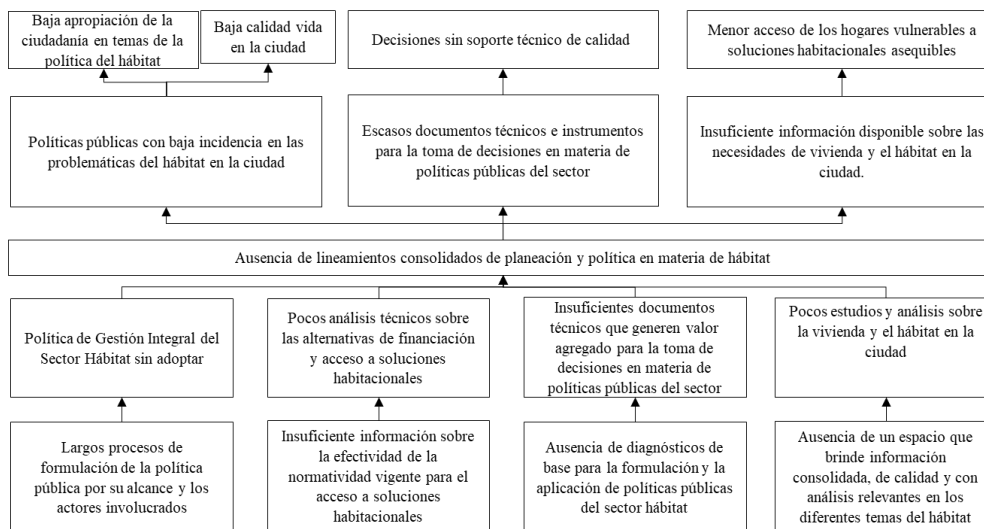 Baja apropiación de la
ciudadanía en temas de la
política del hábitat
Baja calidad vida
en la ciudad
Decisiones sin soporte técnico de calidad
Menor acceso de los hogares vulnerables a
soluciones habitacionales asequibles
Políticas públicas con baja incidencia en las
problemáticas del hábitat en la ciudad
Escasos documentos técnicos e instrumentos
para la toma de decisiones en materia de
políticas públicas del sector
Insuficiente información disponible sobre las
necesidades de vivienda y el hábitat en la
ciudad.
Ausencia de lineamientos consolidados de planeación y política en materia de hábitat
Política de Gestión Integral del
Sector Hábitat sin adoptar
Pocos análisis técnicos sobre
las alternativas de financiación
y acceso a soluciones
habitacionales
Insuficientes documentos
técnicos que generen valor
agregado para la toma de
decisiones en materia de
políticas públicas del sector
Pocos estudios y análisis sobre
la vivienda y el hábitat en la
ciudad
Largos procesos de
formulación de la política
pública por su alcance y los
actores involucrados
Insuficiente información sobre
la efectividad de la
normatividad vigente para el
acceso a soluciones
habitacionales
Ausencia de diagnósticos de
base para la formulación y la
aplicación de políticas públicas
del sector hábitat
Ausencia de un espacio que
brinde información
consolidada, de calidad y con
análisis relevantes en los
diferentes temas del hábitat